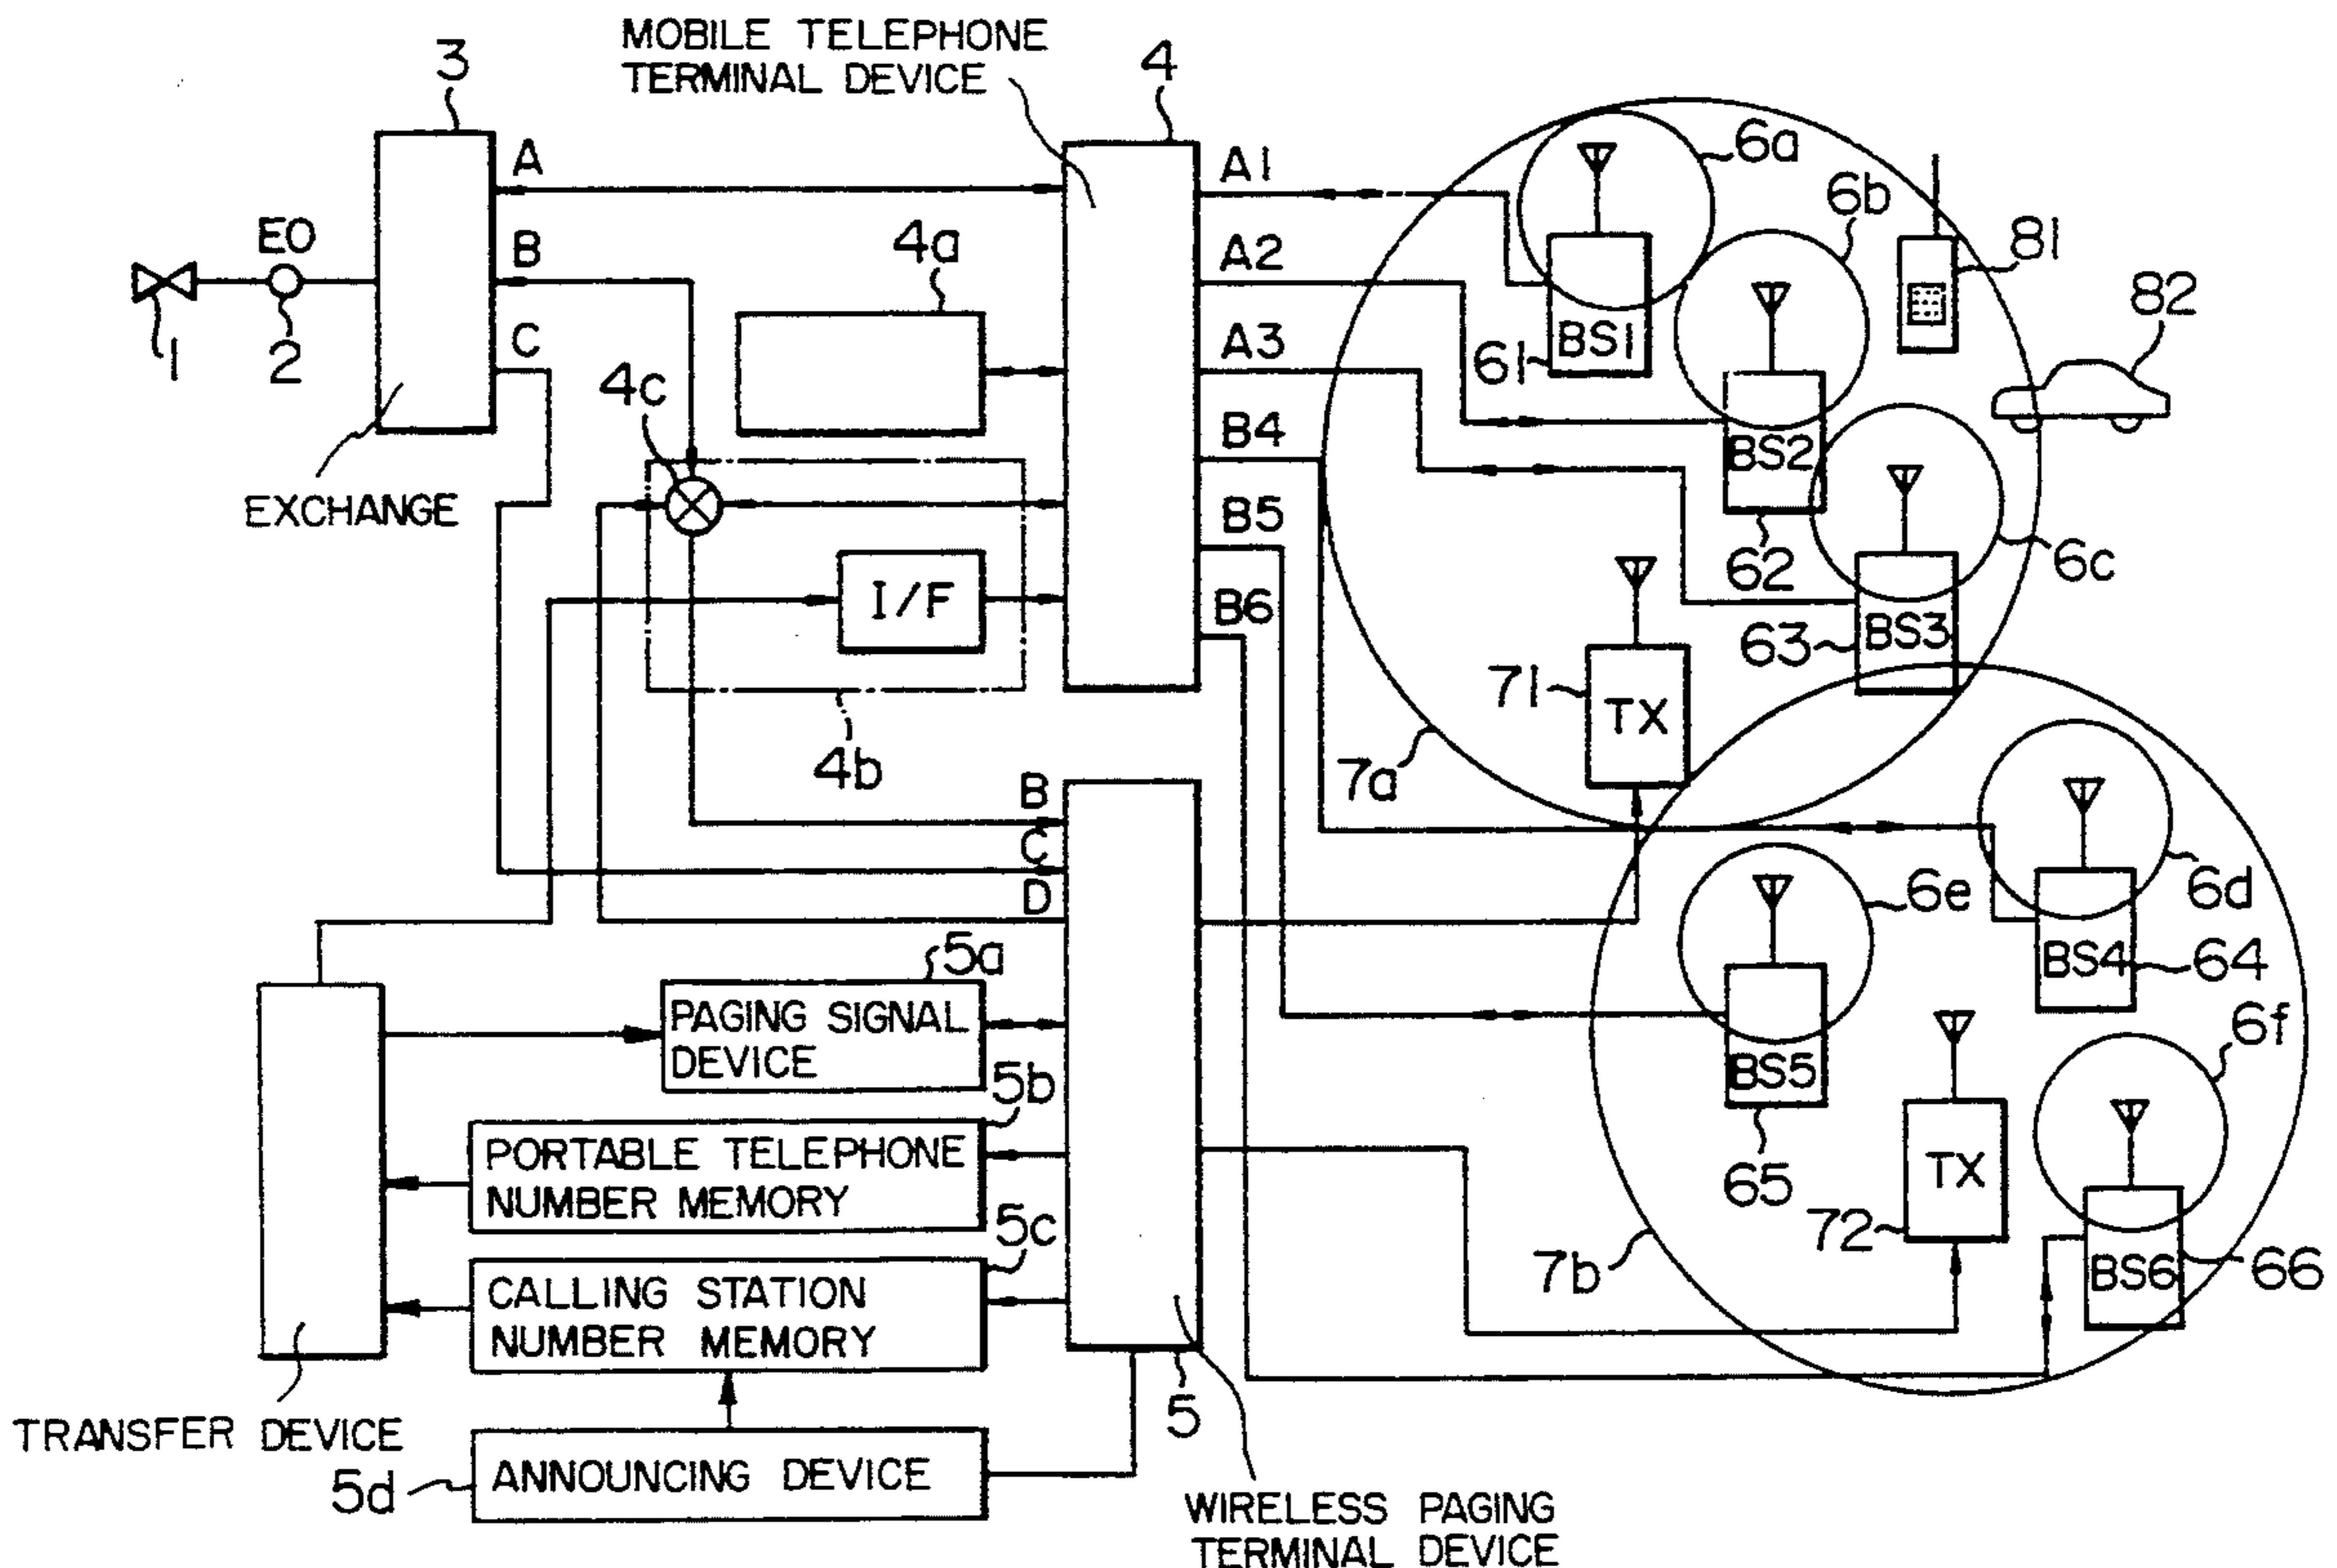 MOBILE TELEPHONE
TERMINAL DEVICE
3
4
A
A1
6a
6b
EO
B
4a
A2
81
82
1
2
C
A3
61
BS1
4c
B4
BS2
EXCHANGE
B5
62
6c
I/F
B6
63
BS3
71
TX
4b
7a
B
C
D
6e
6d
5a
BS4
64
PAGING SIGNAL
DEVICE
5b
BS5
6f
PORTABLE TELEPHONE
NUMBER MEMORY
65
TX
5c
72
7b
BS6
66
CALLING STATION
NUMBER MEMORY
5
TRANSFER DEVICE
5d
ANNOUNCING DEVICE
WIRELESS PAGING
TERMINAL DEVICE